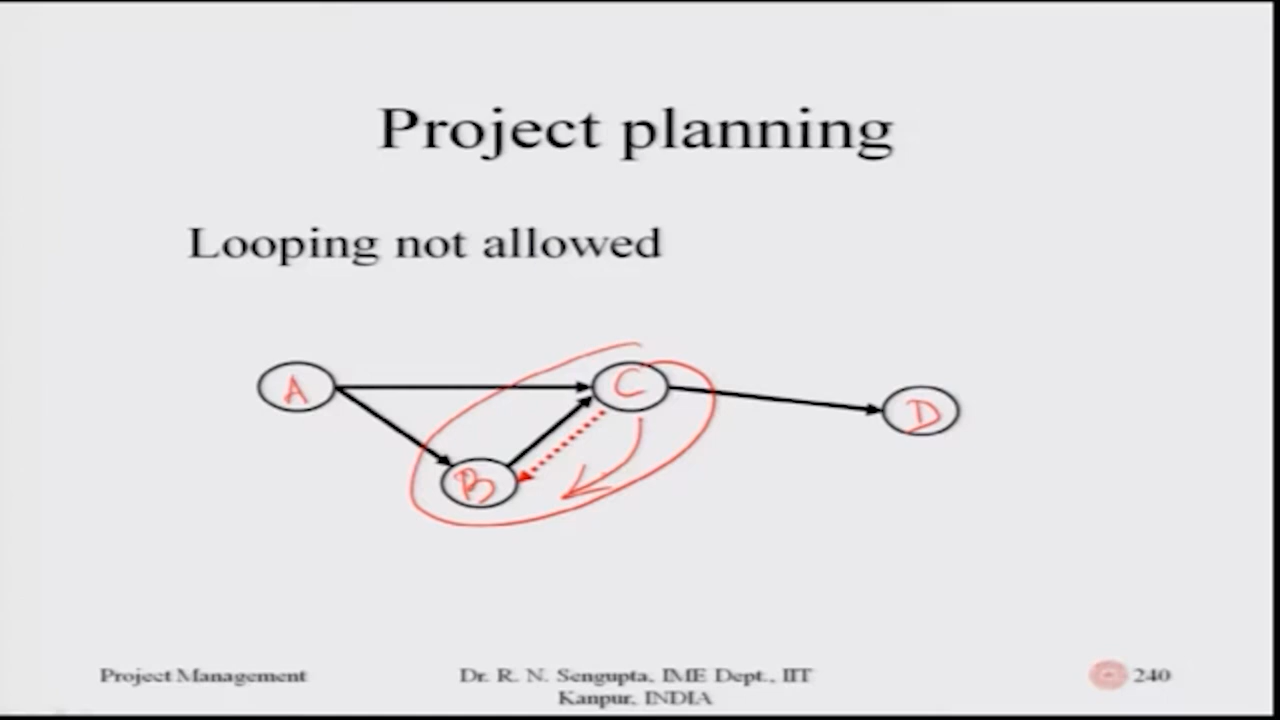 Project planning
Looping not allowed
A
C
D
B
Project Management
Dr. R. N. Sengupta, IME Dept., IIT
Kanpur, INDIA
240